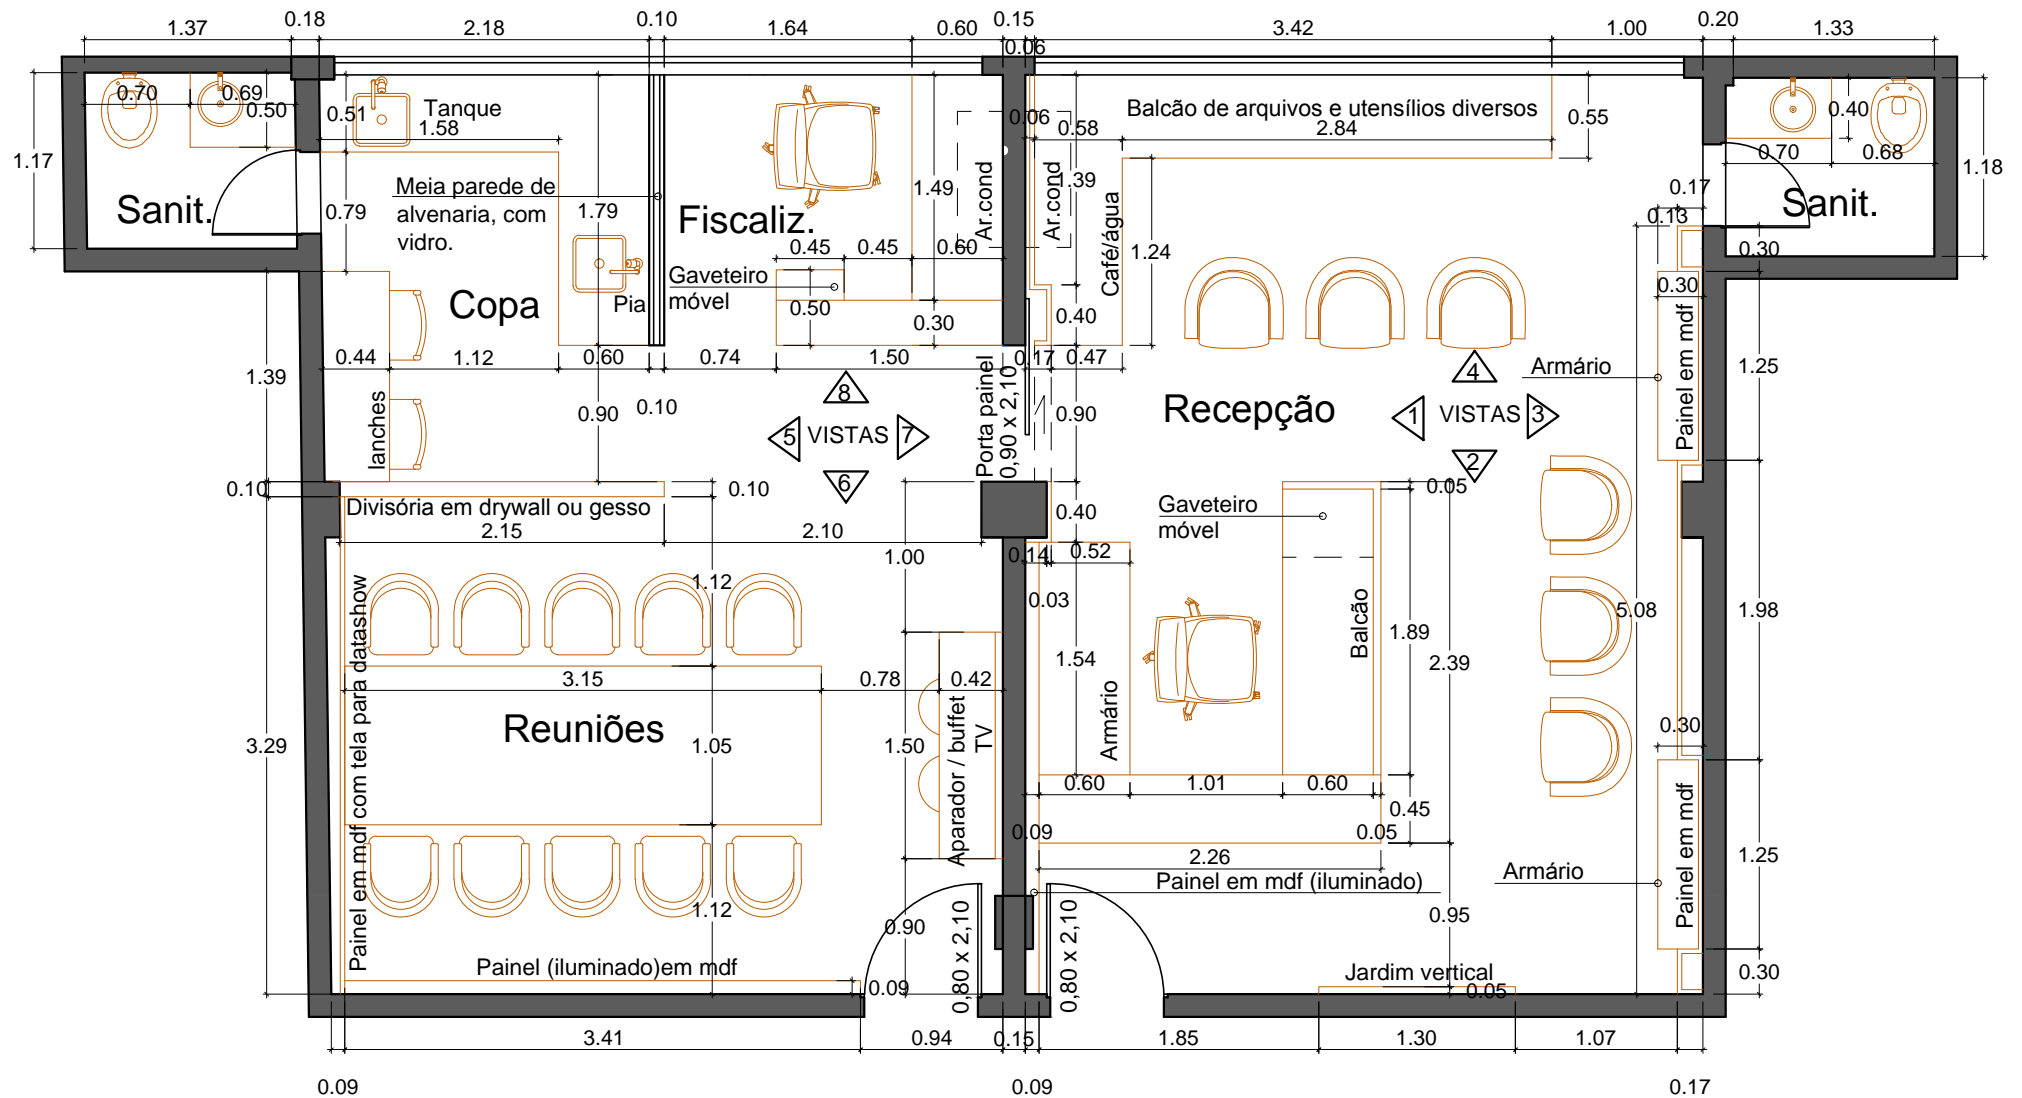 1.37
0.18
2.18
0.10
1.64
0.60
0.15
0.06
3.42
1.00
0.20
1.33
0.70
0.69
0.50
0.51
Tanque
1.58
1.17
Sanit.
0.79
Meia parede de
alvenaria, com
vidro.
1.79
Copa
Pia
Fiscaliz.
0.45
0.45
0.60
Gaveteiro
móvel
0.50
0.30
1.49
Ar.cond
0.06
0.58
Ar.cond
1.39
Café/água
1.24
Balcão de arquivos e utensílios diversos
2.84
0.55
0.40
0.70
0.68
1.18
0.17
0.13
Sanit.
0.30
0.30
0.44
1.12
0.60
0.74
1.50
0.17
0.47
0.40
1.39
lanches
0.90
0.10
8
5
VISTAS
7
6
Porta painel
0,90 x 2,10
0.90
Recepção
4
1
VISTAS
3
2
Armário
Painel em mdf
1.25
0.10
0.10
Divisória em drywall ou gesso
2.15
2.10
1.00
0.40
0.14
0.52
0.03
Gaveteiro
móvel
0.05
1.12
Painel em mdf com tela para datashow
3.15
0.78
0.42
Reuniões
1.05
1.50
Aparador / buffet
TV
3.29
1.12
0.90
1.54
Armário
Balcão
1.89
2.39
5.08
1.98
0.60
1.01
0.60
0.45
0.09
0.05
2.26
Painel em mdf (iluminado)
0.95
0.30
Armário
Painel em mdf
1.25
0.30
Painel (iluminado)em mdf
0.09
0,80 x 2,10
0,80 x 2,10
Jardim vertical
0.05
3.41
0.94
0.15
1.85
1.30
1.07
0.09
0.09
0.17